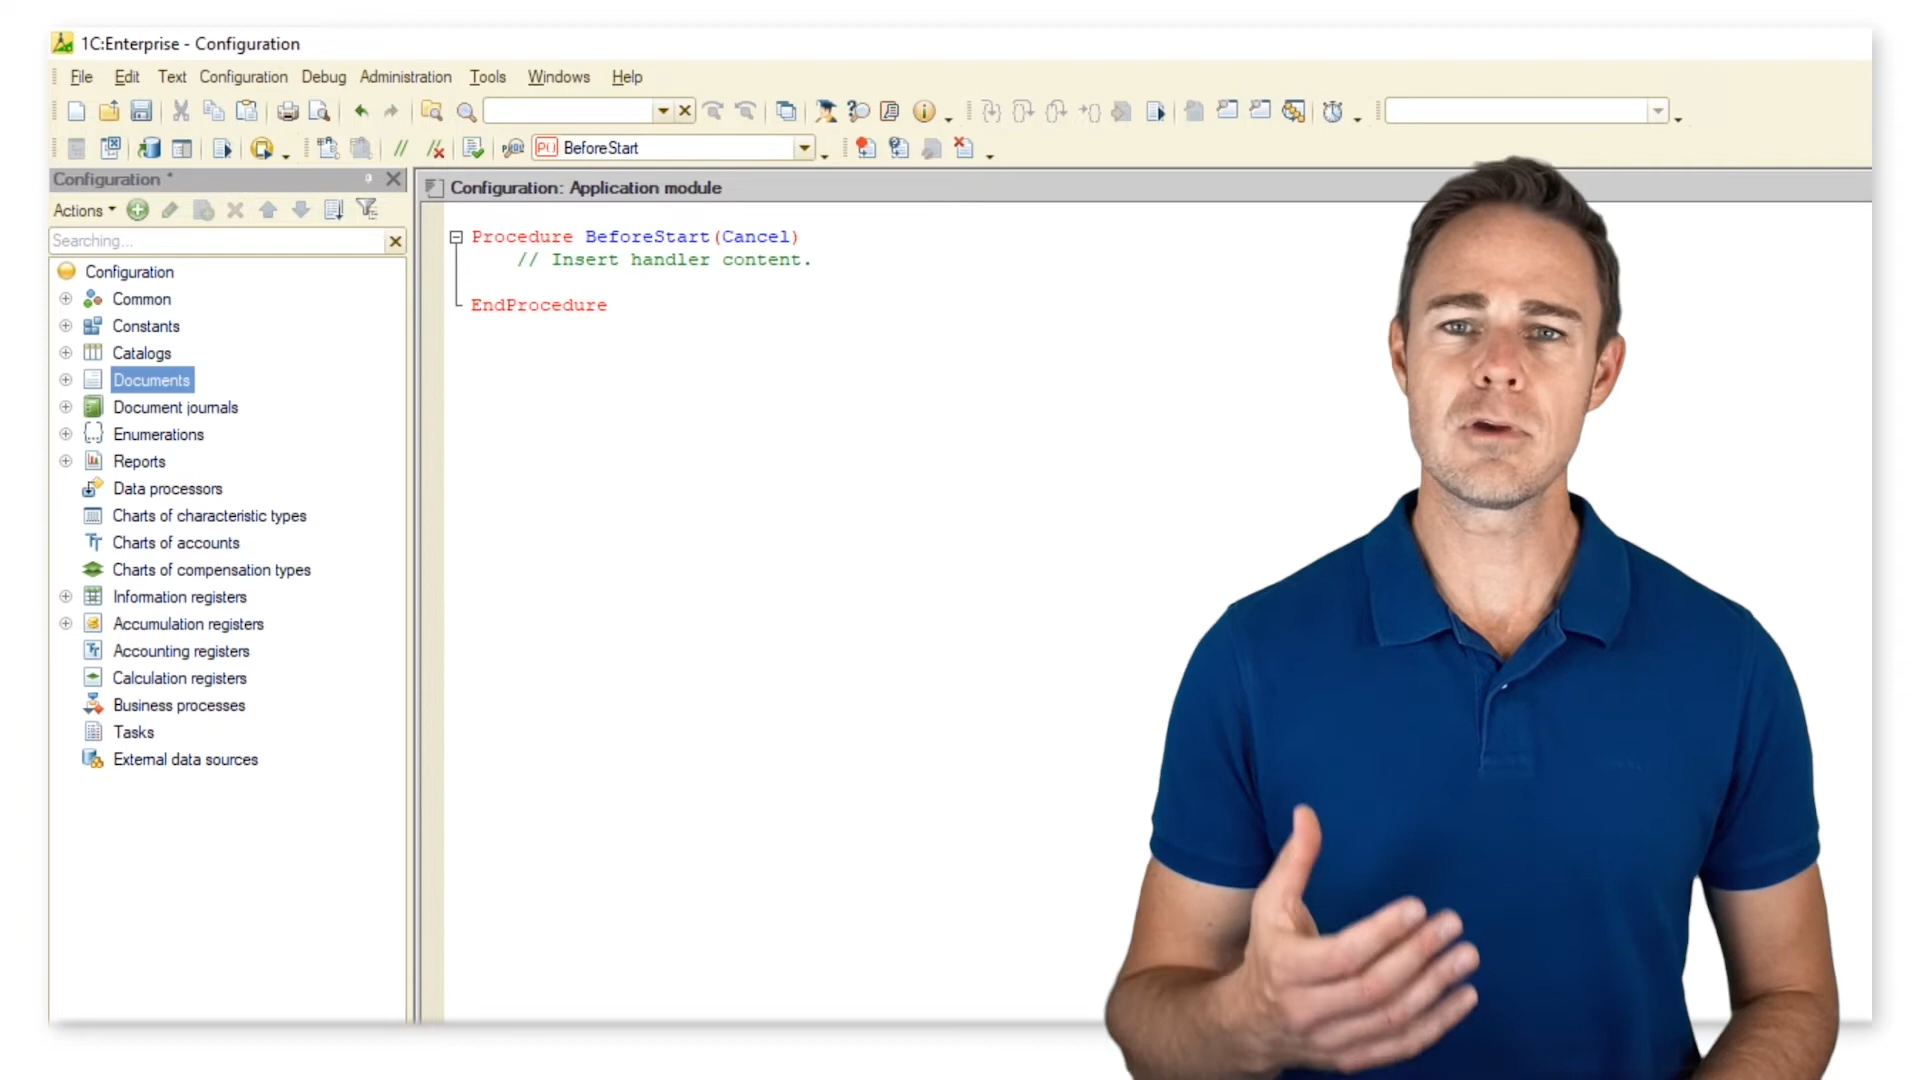 1C:Enterprise - Configuration
File Edit Text Configuration Debug Administration Tools Windows Help
BeforeStart
Configuration *
Configuration: Application module
Actions
Searching...
Procedure BeforeStart(Cancel)
// Insert handler content.
EndProcedure
Configuration
Common
Constants
Catalogs
Documents
Document journals
Enumerations
Reports
Data processors
Charts of characteristic types
Charts of accounts
Charts of compensation types
Information registers
Accumulation registers
Accounting registers
Calculation registers
Business processes
Tasks
External data sources